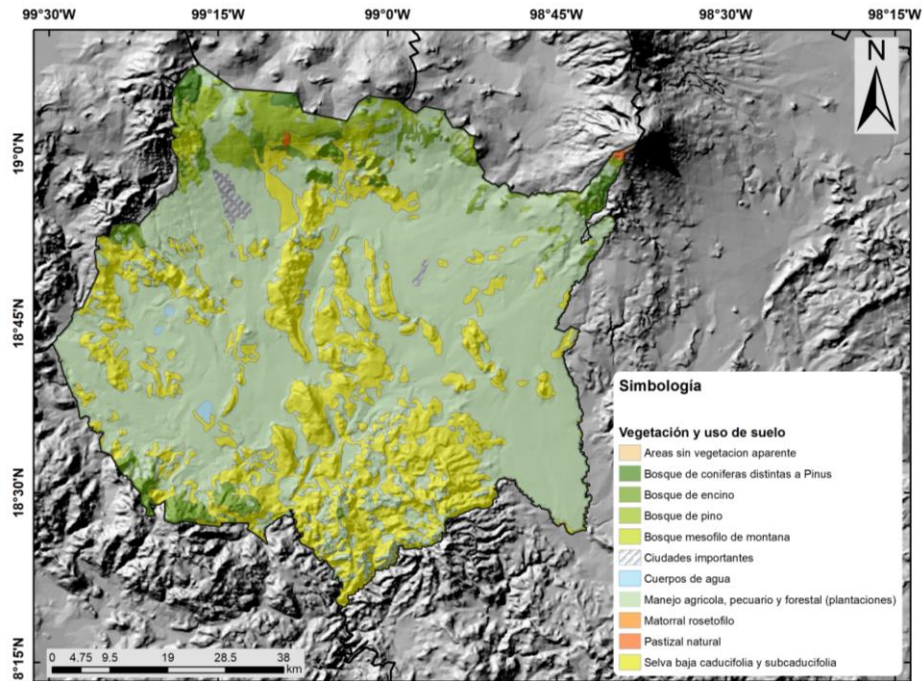 99°30'W 99°15'W 99°0'W 98°45'W 98°30'W 98°15'W
N
19°0'N
18°45'N
18°30'N
8°15'N
Simbología
Vegetación y uso de suelo
Areas sin vegetacion aparente
Bosque de coniferas distintas a Pinus
Bosque de encino
Bosque de pino
Bosque mesofilo de montana
Ciudades importantes
Cuerpos de agua
Manejo agricola, pecuario y forestal (plantaciones)
Matorral rosetofilo
Pastizal natural
Selva baja caducifolia y subcaducifolia
0 4.75 9.5 19 28.5 38
km